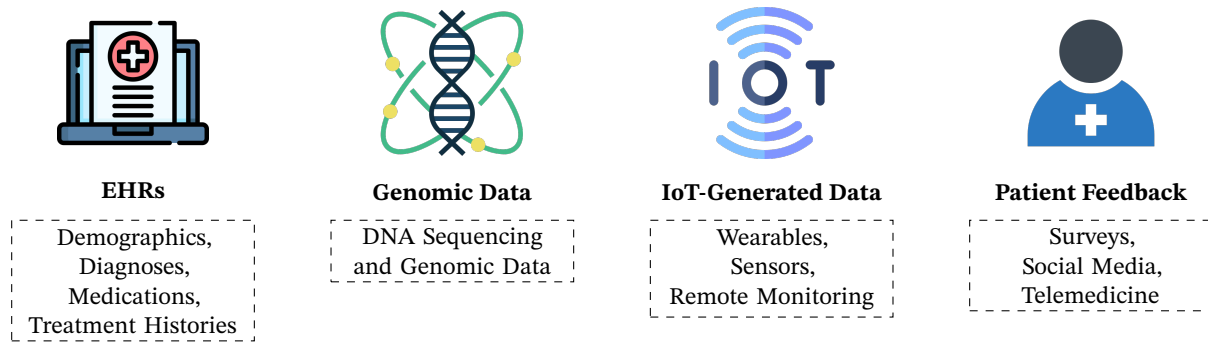 IOT
EHRs
Demographics,
Diagnoses,
Medications,
Treatment Histories
Genomic Data
DNA Sequencing
and Genomic Data
IoT-Generated Data
Wearables,
Sensors,
Remote Monitoring
Patient Feedback
Surveys,
Social Media,
Telemedicine